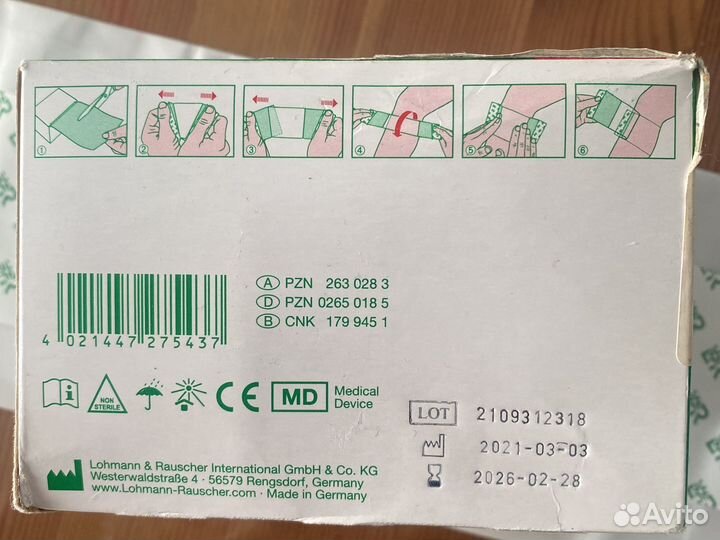 1
2
3
4
5
6
A PZN 263 028 3
D PZN 0265 018 5
B CNK 179 945 1
4 021447 275437
NON
STERILE
CE
MD
Medical
Device
LOT 2109312318
2021-03-03
2026-02-28
Lohmann & Rauscher International GmbH & Co. KG
Westerwaldstraße 4 · 56579 Rengsdorf, Germany
www.Lohmann-Rauscher.com · Made in Germany
Avito